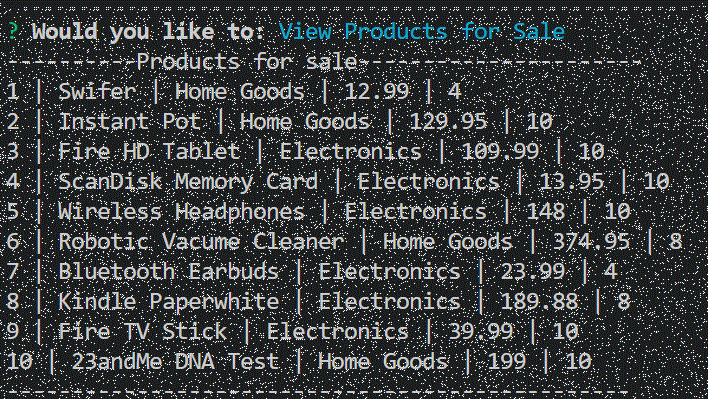 ? Would you like to: View Products for Sale
----------Products for sale----------------------
1 | Swifer | Home Goods | 12.99 | 4
2 | Instant Pot | Home Goods | 129.95 | 10
3 | Fire HD Tablet | Electronics | 109.99 | 10
4 | ScanDisk Memory Card | Electronics | 13.95 | 10
5 | Wireless Headphones | Electronics | 148 | 10
6 | Robotic Vacume Cleaner | Home Goods | 374.95 | 8
7 | Bluetooth Earbuds | Electronics | 23.99 | 4
8 | Kindle Paperwhite | Electronics | 189.88 | 8
9 | Fire TV Stick | Electronics | 39.99 | 10
10 | 23andMe DNA Test | Home Goods | 199 | 10
------------------------------------------------